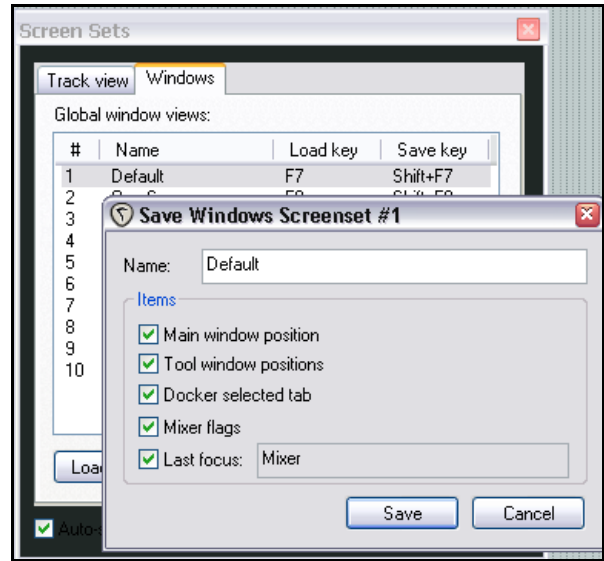 Screen Sets
Track view Windows
Global window views:
# Name Load key Save key
1 Default F7 Shift+F7
2
3
4
5
6
7
8
9
10
Save Windows Screenset #1
Name: Default
Items
Main window position
Tool window positions
Docker selected tab
Mixer flags
Last focus: Mixer
Save Cancel